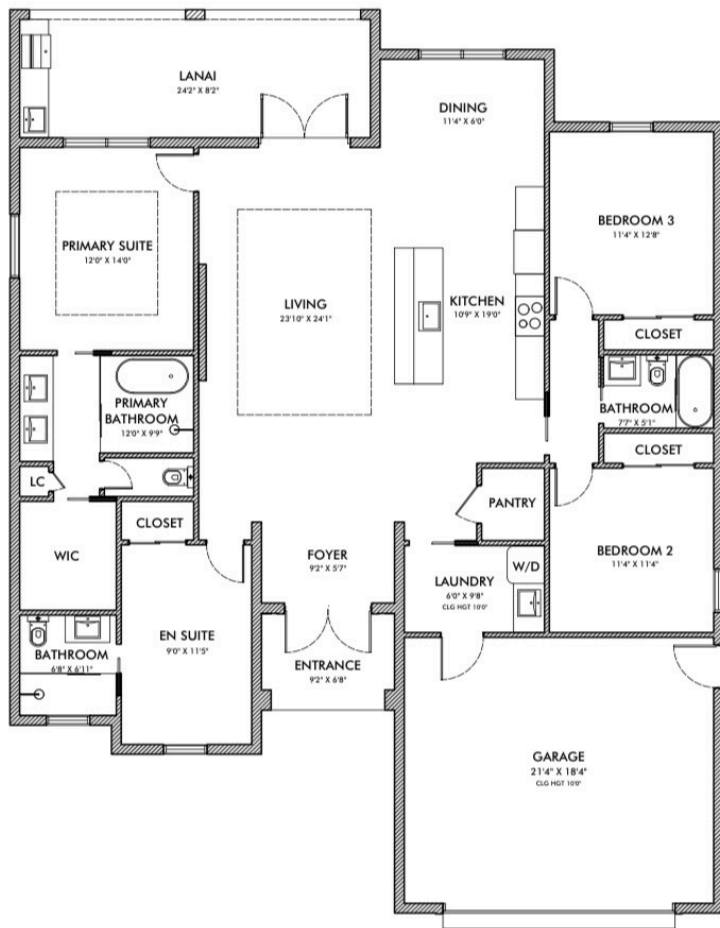 LANAI
24'2" X 8'2"
DINING
11'4" X 6'0"
PRIMARY SUITE
12'0" X 14'0"
BEDROOM 3
11'4" X 12'8"
LIVING
23'10" X 24'1"
KITCHEN
10'9" X 19'0"
CLOSET
PRIMARY
BATHROOM
12'0" X 9'9"
BATHROOM
7'7" X 5'1"
CLOSET
LC
PANTRY
CLOSET
WIC
FOYER
9'2" X 5'7"
LAUNDRY
6'0" X 9'8"
CLG HGT 10'0"
W/D
BEDROOM 2
11'4" X 11'4"
EN SUITE
9'0" X 11'5"
BATHROOM
6'8" X 6'11"
ENTRANCE
9'2" X 6'8"
GARAGE
21'4" X 18'4"
CLG HGT 10'0"